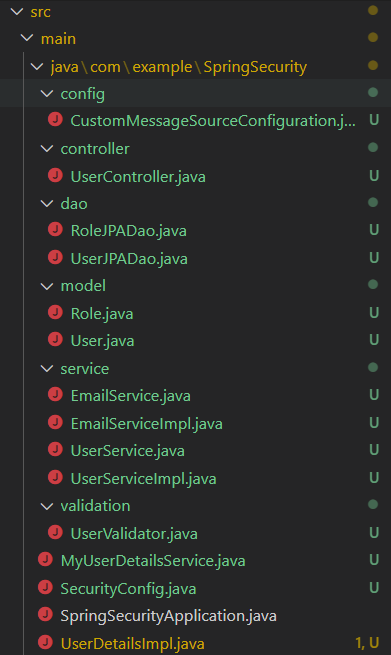 src
main
java\com\example\SpringSecurity
config
J CustomMessageSourceConfiguration.j... U
controller
J UserController.java U
dao
J RoleJPADao.java U
J UserJPADao.java U
model
J Role.java U
J User.java U
service
J EmailService.java U
J EmailServiceImpl.java U
J UserService.java U
J UserServiceImpl.java U
validation
J UserValidator.java U
J MyUserDetailsService.java U
J SecurityConfig.java U
J SpringSecurityApplication.java
J UserDetailsImpl.java 1, U